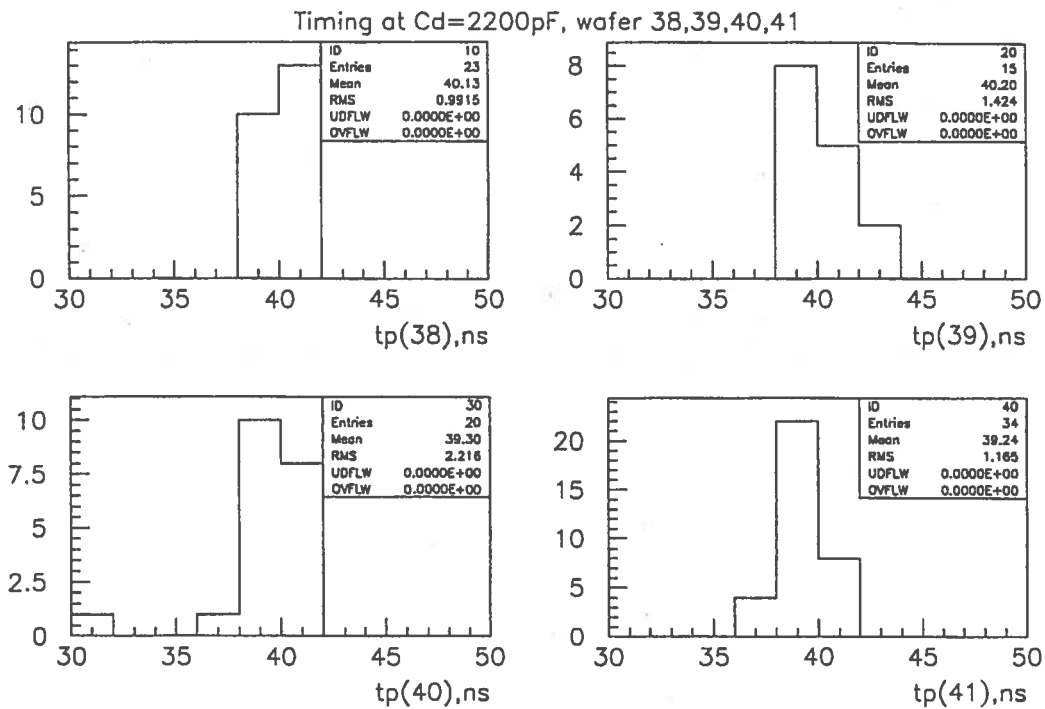 Timing at Cd=2200pF, wafer 38,39,40,41
ID 10
Entries 23
Mean 40.13
RMS 0.9915
UDFLW 0.0000E+00
OVFLW 0.0000E+00
10
5
0
30 35 40 45 50
tp(38),ns
ID 20
Entries 15
Mean 40.20
RMS 1.424
UDFLW 0.0000E+00
OVFLW 0.0000E+00
8
6
4
2
0
30 35 40 45 50
tp(39),ns
ID 30
Entries 20
Mean 39.30
RMS 2.216
UDFLW 0.0000E+00
OVFLW 0.0000E+00
10
7.5
5
2.5
0
30 35 40 45 50
tp(40),ns
ID 40
Entries 34
Mean 39.24
RMS 1.165
UDFLW 0.0000E+00
OVFLW 0.0000E+00
20
15
10
5
0
30 35 40 45 50
tp(41),ns